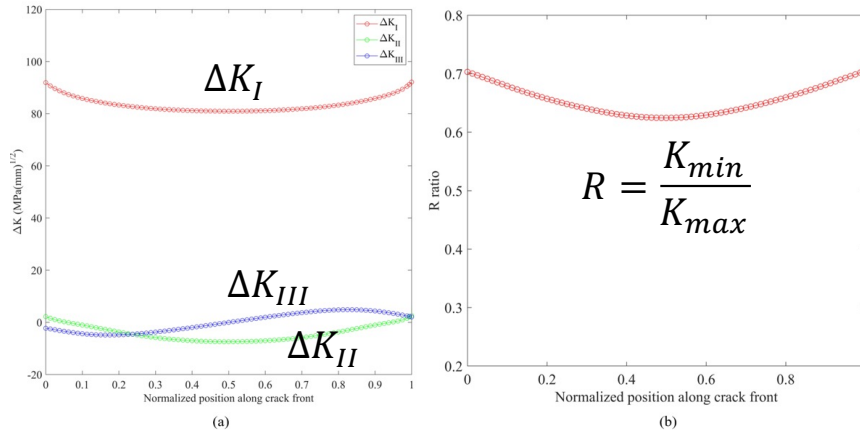 120
100
80
60
40
20
0
-20
ΔK (MPa(mm)^1/2)
ΔK_I
ΔK_II
ΔK_III
ΔK_I
ΔK_III
ΔK_II
0 0.1 0.2 0.3 0.4 0.5 0.6 0.7 0.8 0.9 1
Normalized position along crack front
(a)
0.8
0.7
0.6
0.5
0.4
0.3
0.2
R ratio
R = K_min / K_max
0 0.2 0.4 0.6 0.8
Normalized position along crack front
(b)